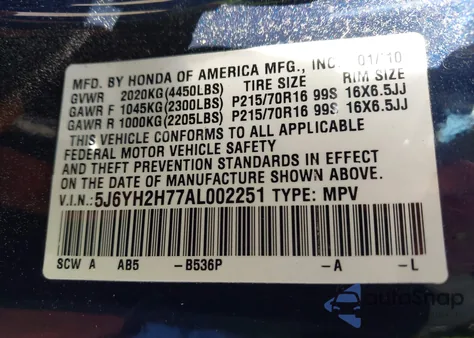 MFD. BY HONDA OF AMERICA MFG., INC. 01/10
GVWR 2020KG(4450LBS) TIRE SIZE RIM SIZE
GAWR F 1045KG(2300LBS) P215/70R16 99S 16X6.5JJ
GAWR R 1000KG(2205LBS) P215/70R16 99S 16X6.5JJ
THIS VEHICLE CONFORMS TO ALL APPLICABLE
FEDERAL MOTOR VEHICLE SAFETY
AND THEFT PREVENTION STANDARDS IN EFFECT
ON THE DATE OF MANUFACTURE SHOWN ABOVE.
V.I.N.:5J6YH2H77AL002251 TYPE: MPV
SCW A AB5 -B536P -A -L
autoSnap